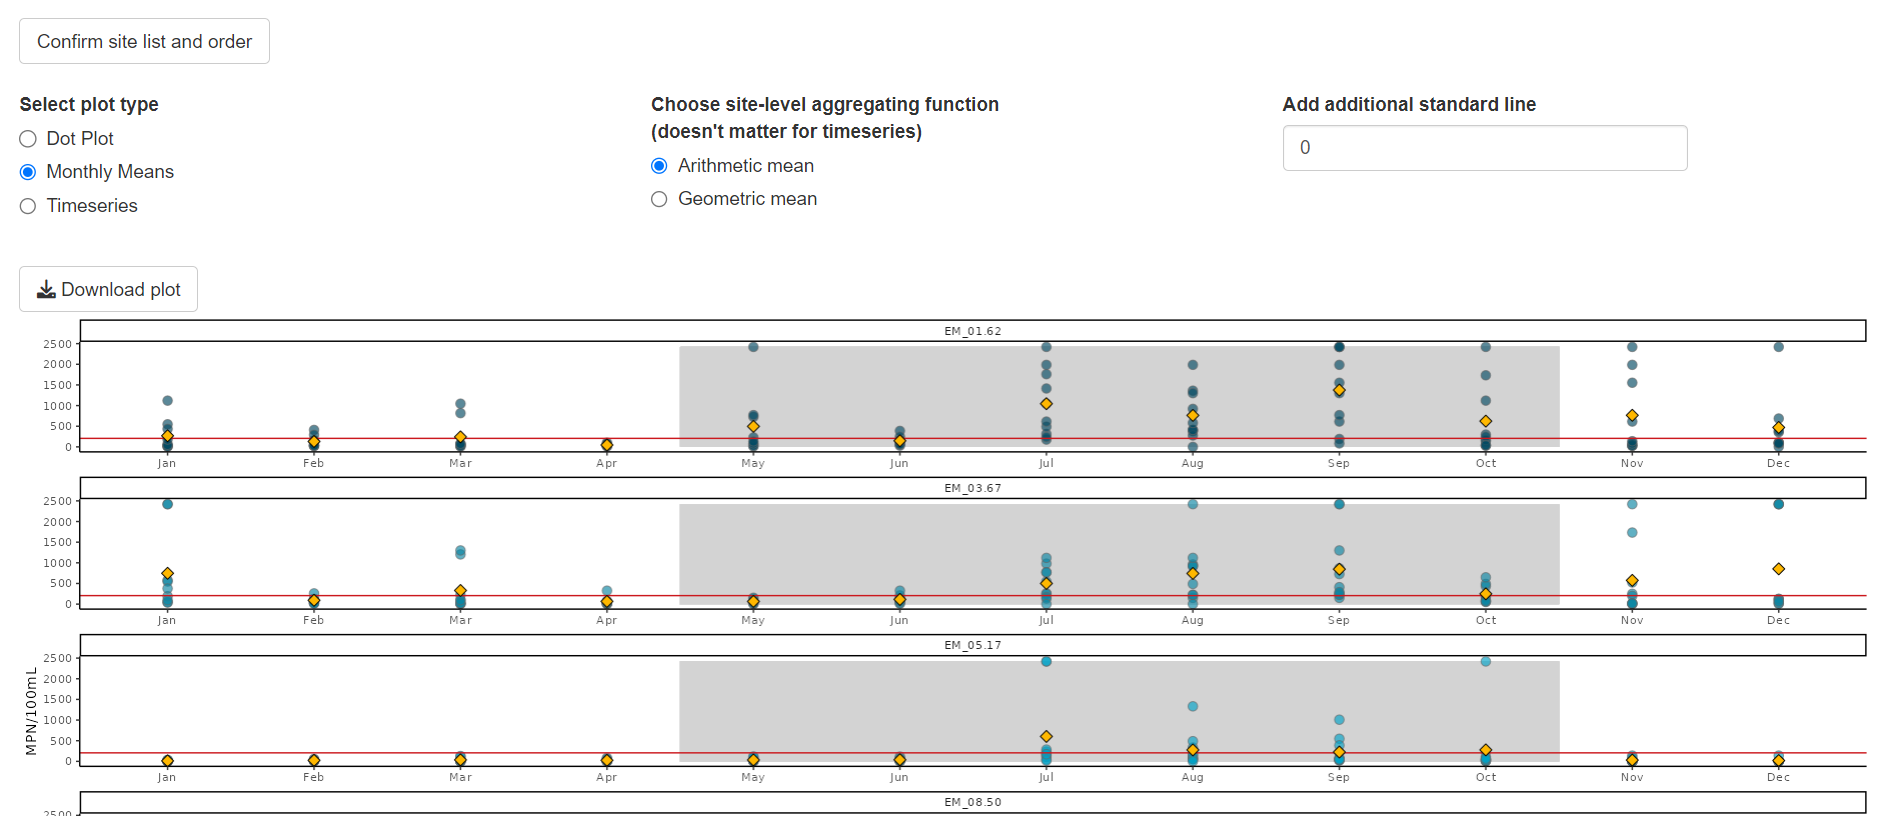 Confirm site list and order
Select plot type
Dot Plot
Monthly Means
Timeseries
Choose site-level aggregating function
(doesn't matter for timeseries)
Arithmetic mean
Geometric mean
Add additional standard line
0
Download plot
MPN/100mL
EM_01.62
2500
2000
1500
1000
500
0
Jan Feb Mar Apr May Jun Jul Aug Sep Oct Nov Dec
EM_03.67
2500
2000
1500
1000
500
0
Jan Feb Mar Apr May Jun Jul Aug Sep Oct Nov Dec
EM_05.17
2500
2000
1500
1000
500
0
Jan Feb Mar Apr May Jun Jul Aug Sep Oct Nov Dec
EM_08.50
2500